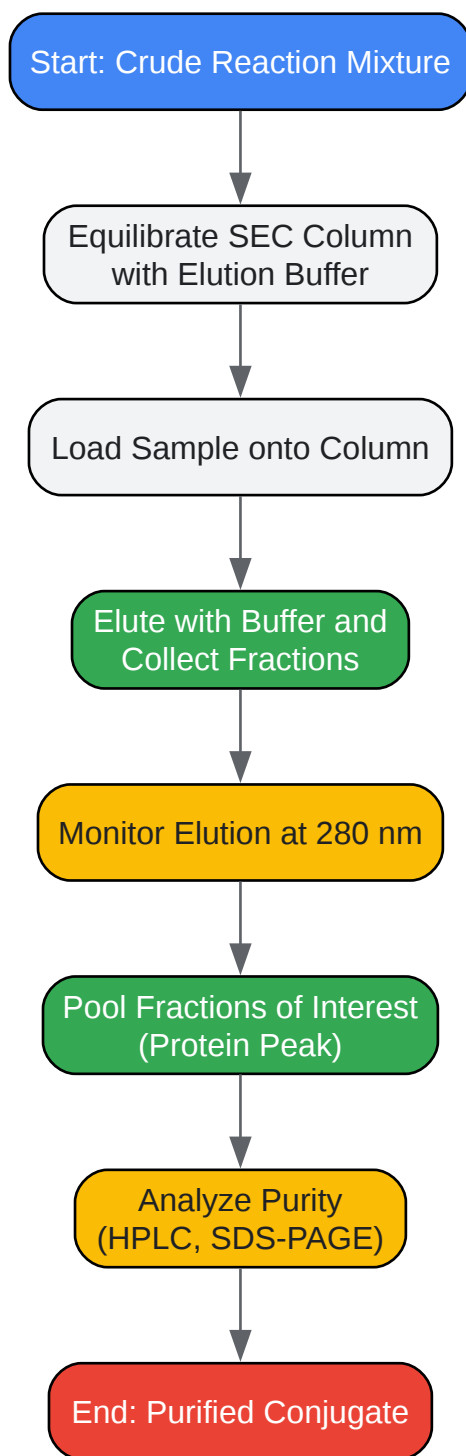 Start: Crude Reaction Mixture
Equilibrate SEC Column
with Elution Buffer
Load Sample onto Column
Elute with Buffer and
Collect Fractions
Monitor Elution at 280 nm
Pool Fractions of Interest
(Protein Peak)
Analyze Purity
(HPLC, SDS-PAGE)
End: Purified Conjugate